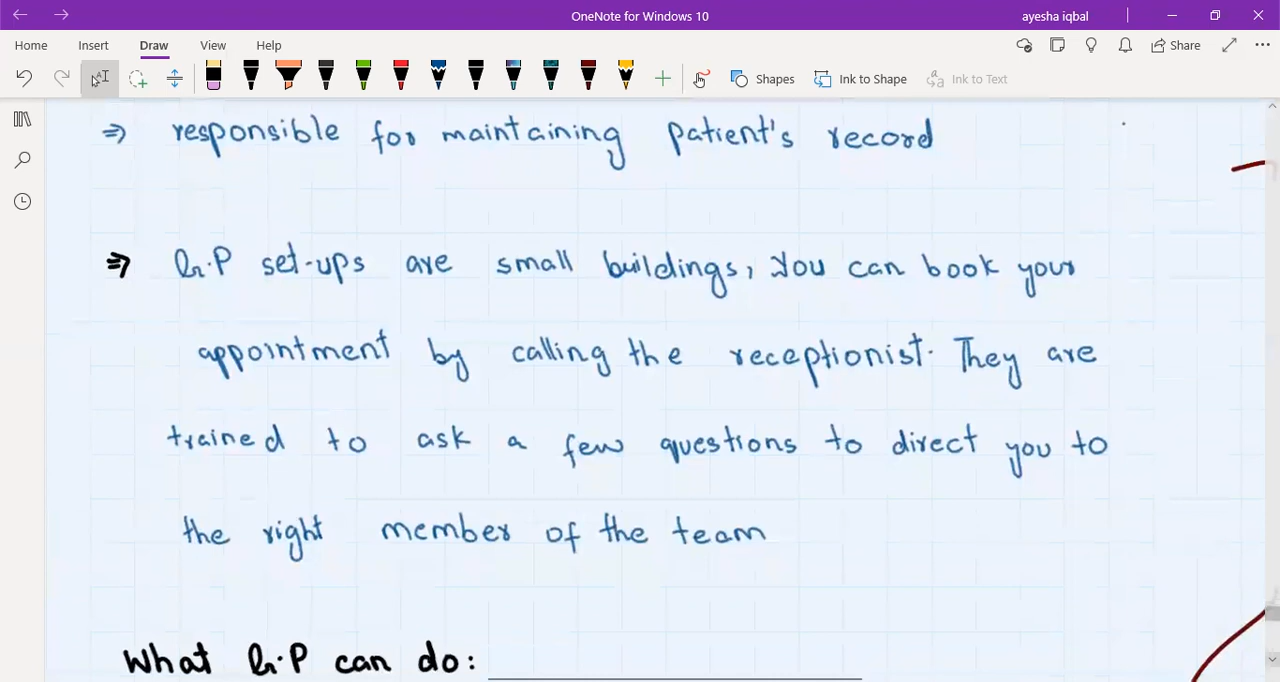 OneNote for Windows 10
ayesha iqbal
Home Insert Draw View Help
Share
Shapes Ink to Shape Ink to Text
⇒ responsible for maintaining patient's record
⇒ G.P set-ups are small buildings, You can book your
appointment by calling the receptionist. They are
trained to ask a few questions to direct you to
the right member of the team
What G.P can do: